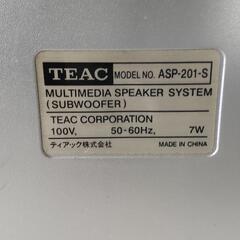 TEAC MODEL NO. ASP-201-S
MULTIMEDIA SPEAKER SYSTEM
(SUBWOOFER)
TEAC CORPORATION
100V, 50-60Hz, 7W
ティアック株式会社 MADE IN CHINA